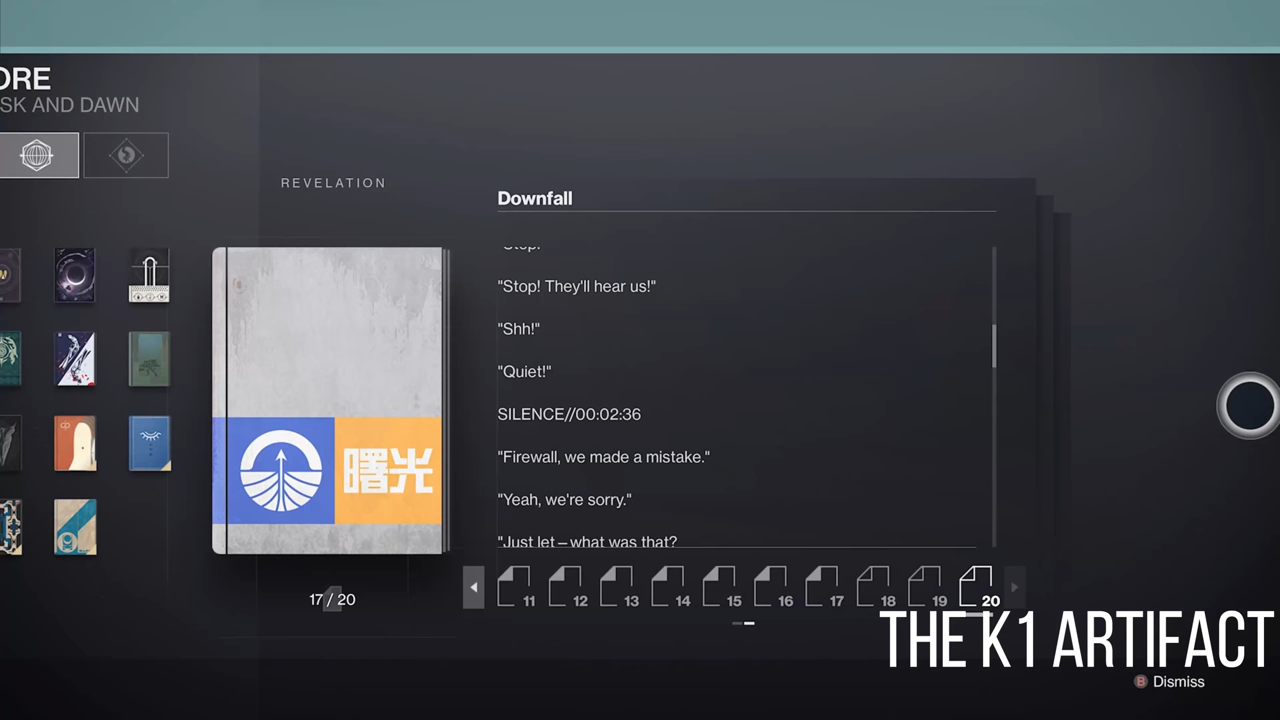 ORE
SK AND DAWN
REVELATION
Downfall
"Stop!
"Stop! They'll hear us!"
"Shh!"
"Quiet!"
SILENCE//00:02:36
"Firewall, we made a mistake."
"Yeah, we're sorry."
"Just let – what was that?
曙光
17 / 20
11 12 13 14 15 16 17 18 19 20
THE K1 ARTIFACT
B Dismiss